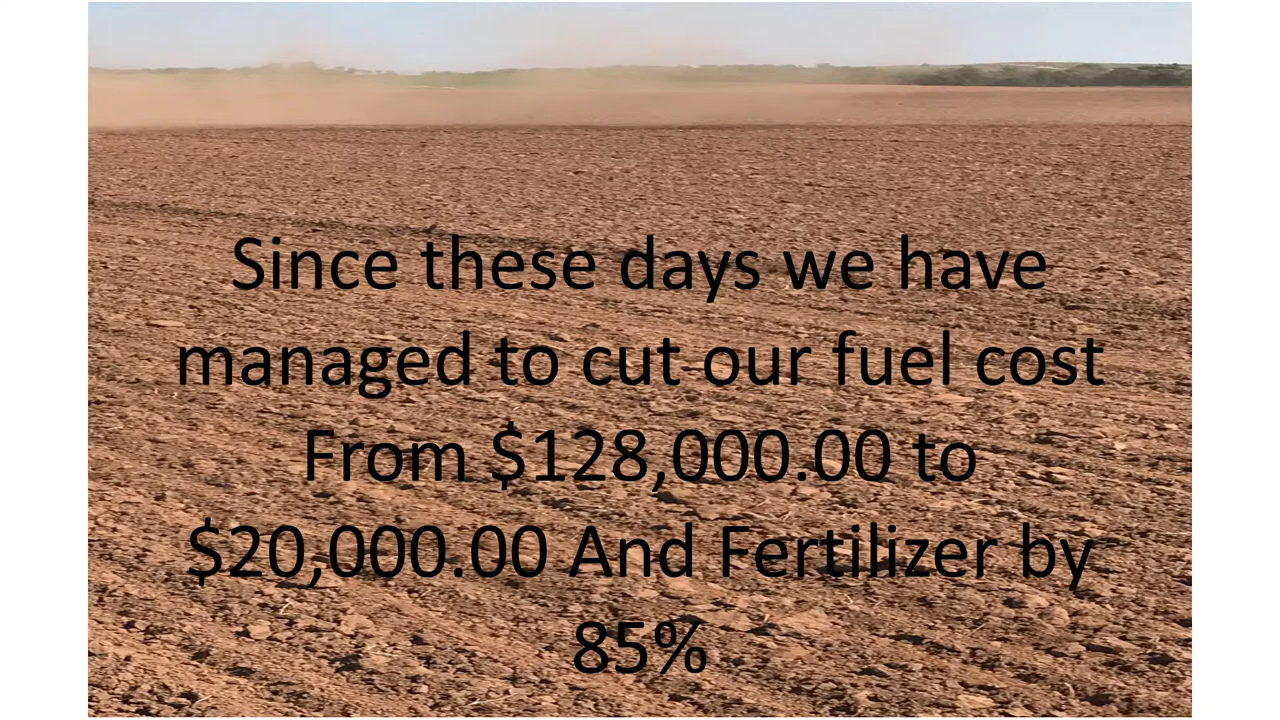 Since these days we have
managed to cut our fuel cost
From $128,000.00 to
$20,000.00 And Fertilizer by
85%